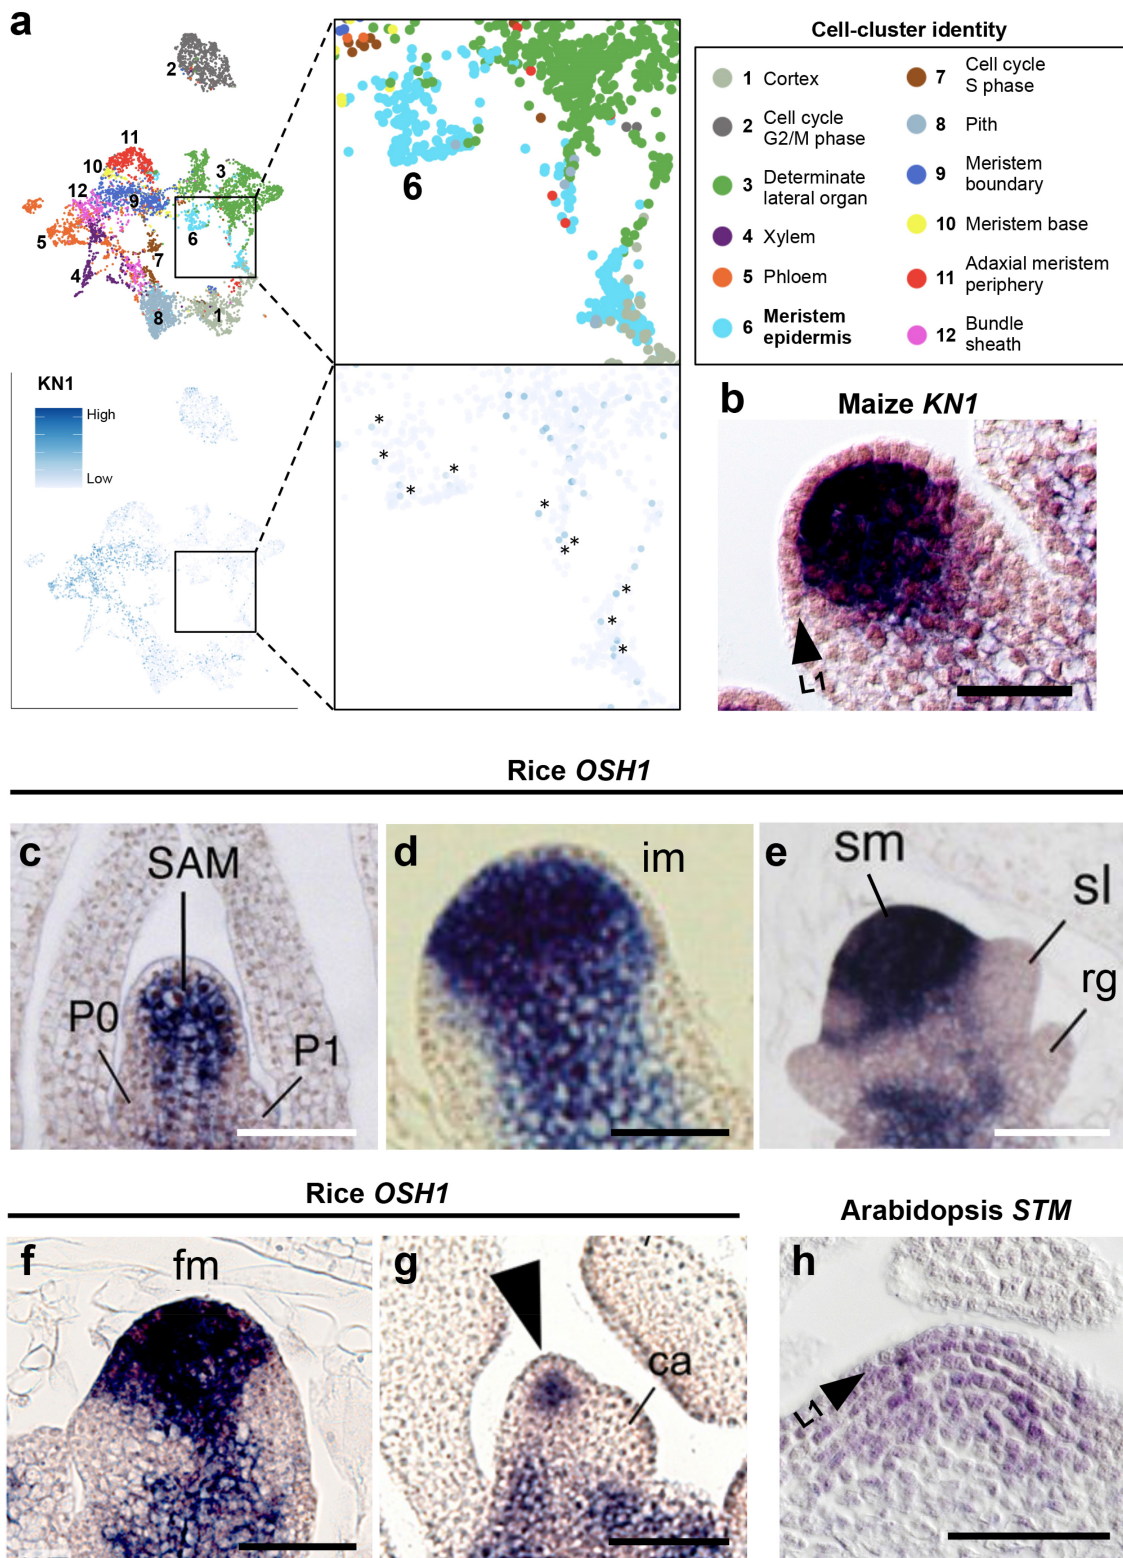 a
2
11
10
3
12
9
5
6
7
4
8
1
6
Cell-cluster identity
1 Cortex
2 Cell cycle
G2/M phase
3 Determinate
lateral organ
4 Xylem
5 Phloem
6 Meristem
epidermis
7 Cell cycle
S phase
8 Pith
9 Meristem
boundary
10 Meristem base
11 Adaxial meristem
periphery
12 Bundle
sheath
KN1
High
Low
*
*
*
*
*
*
*
*
*
*
b
Maize KN1
L1
Rice OSH1
c
SAM
P0
P1
d
im
e
sm
sl
rg
Rice OSH1
Arabidopsis STM
f
fm
g
ca
h
L1